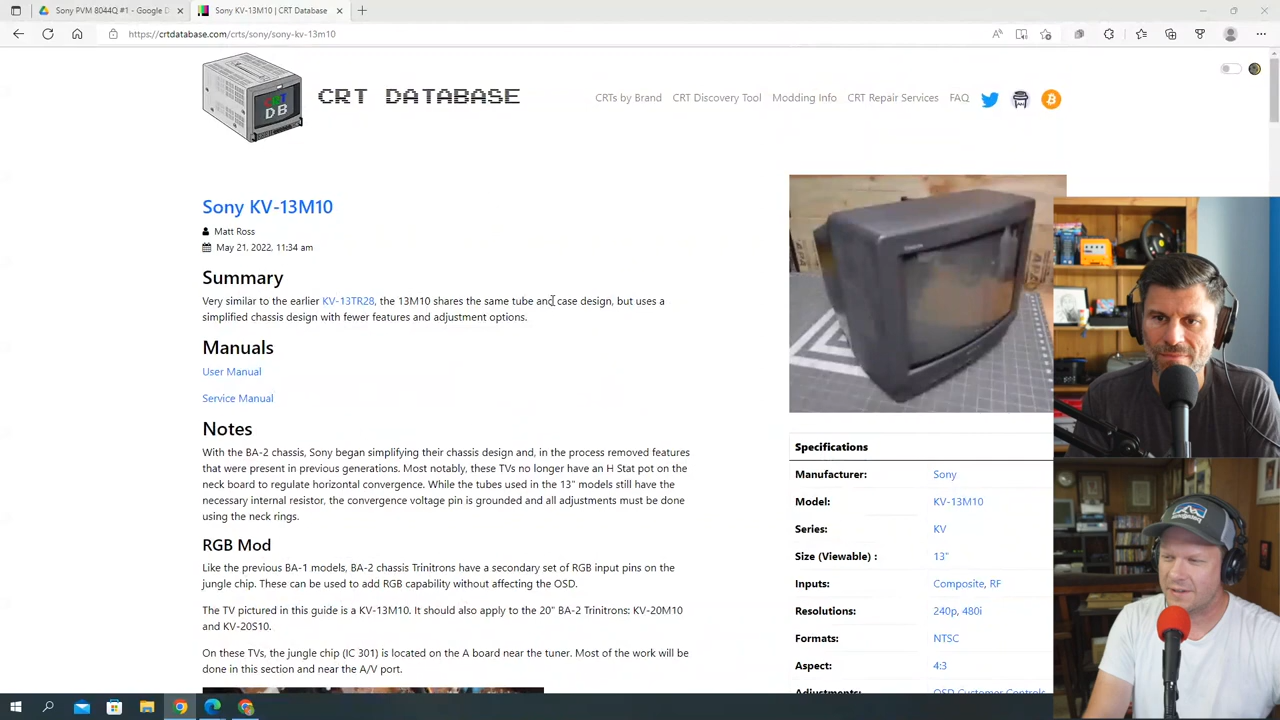 Sony PVM 8044Q #1 - Google D
Sony KV-13M10 | CRT Database
https://crtdatabase.com/crts/sony/sony-kv-13m10
CRT DB
CRT DATABASE
CRTs by Brand CRT Discovery Tool Modding Info CRT Repair Services FAQ
Sony KV-13M10
Matt Ross
May 21, 2022, 11:34 am
Summary
Very similar to the earlier KV-13TR28, the 13M10 shares the same tube and case design, but uses a
simplified chassis design with fewer features and adjustment options.
Manuals
User Manual
Service Manual
Notes
With the BA-2 chassis, Sony began simplifying their chassis design and, in the process removed features
that were present in previous generations. Most notably, these TVs no longer have an H Stat pot on the
neck board to regulate horizontal convergence. While the tubes used in the 13" models still have the
necessary internal resistor, the convergence voltage pin is grounded and all adjustments must be done
using the neck rings.
RGB Mod
Like the previous BA-1 models, BA-2 chassis Trinitrons have a secondary set of RGB input pins on the
jungle chip. These can be used to add RGB capability without affecting the OSD.
The TV pictured in this guide is a KV-13M10. It should also apply to the 20" BA-2 Trinitrons: KV-20M10
and KV-20S10.
On these TVs, the jungle chip (IC 301) is located on the A board near the tuner. Most of the work will be
done in this section and near the A/V port.
Specifications
Manufacturer: Sony
Model: KV-13M10
Series: KV
Size (Viewable) : 13"
Inputs: Composite, RF
Resolutions: 240p, 480i
Formats: NTSC
Aspect: 4:3
Adjustments: OSD Customer Controls